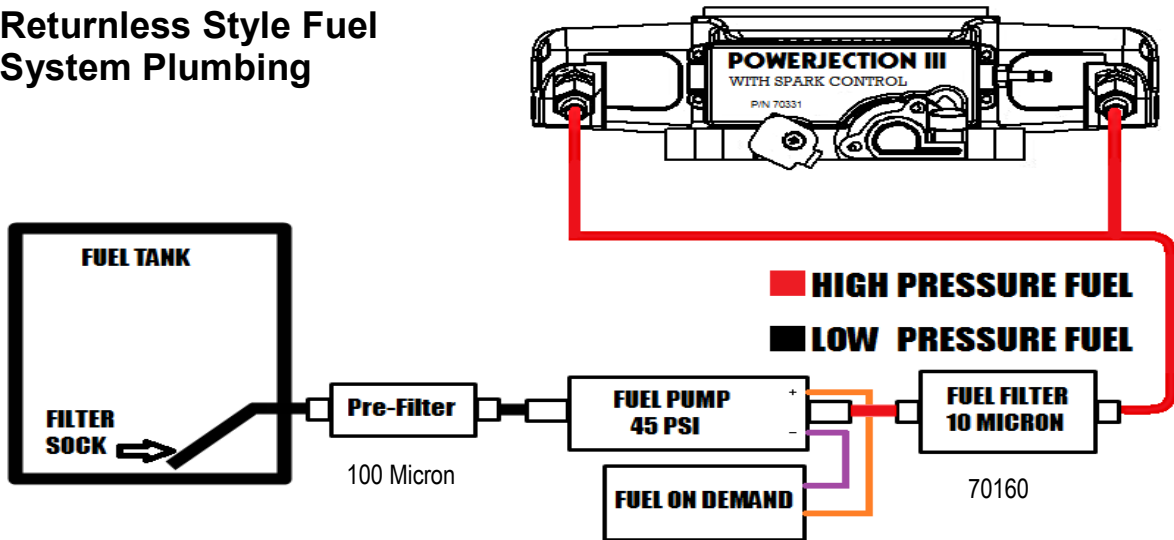 Returnless Style Fuel
System Plumbing
POWERJECTION III
WITH SPARK CONTROL
P/N 70331
FUEL TANK
HIGH PRESSURE FUEL
LOW PRESSURE FUEL
FILTER
SOCK
Pre-Filter
100 Micron
FUEL PUMP
45 PSI
+
–
FUEL ON DEMAND
FUEL FILTER
10 MICRON
70160